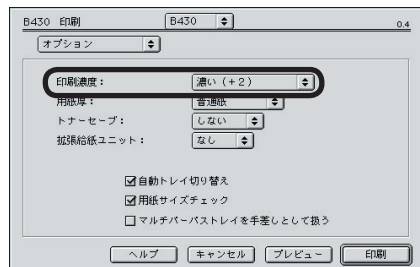 B430 印刷 B430 0.4
オプション
印刷濃度： 濃い（+2）
用紙厚： 普通紙
トナーセーブ： しない
拡張給紙ユニット： なし
自動トレイ切り替え
用紙サイズチェック
マルチパーパストレイを手差しとして扱う
ヘルプ キャンセル プレビュー 印刷